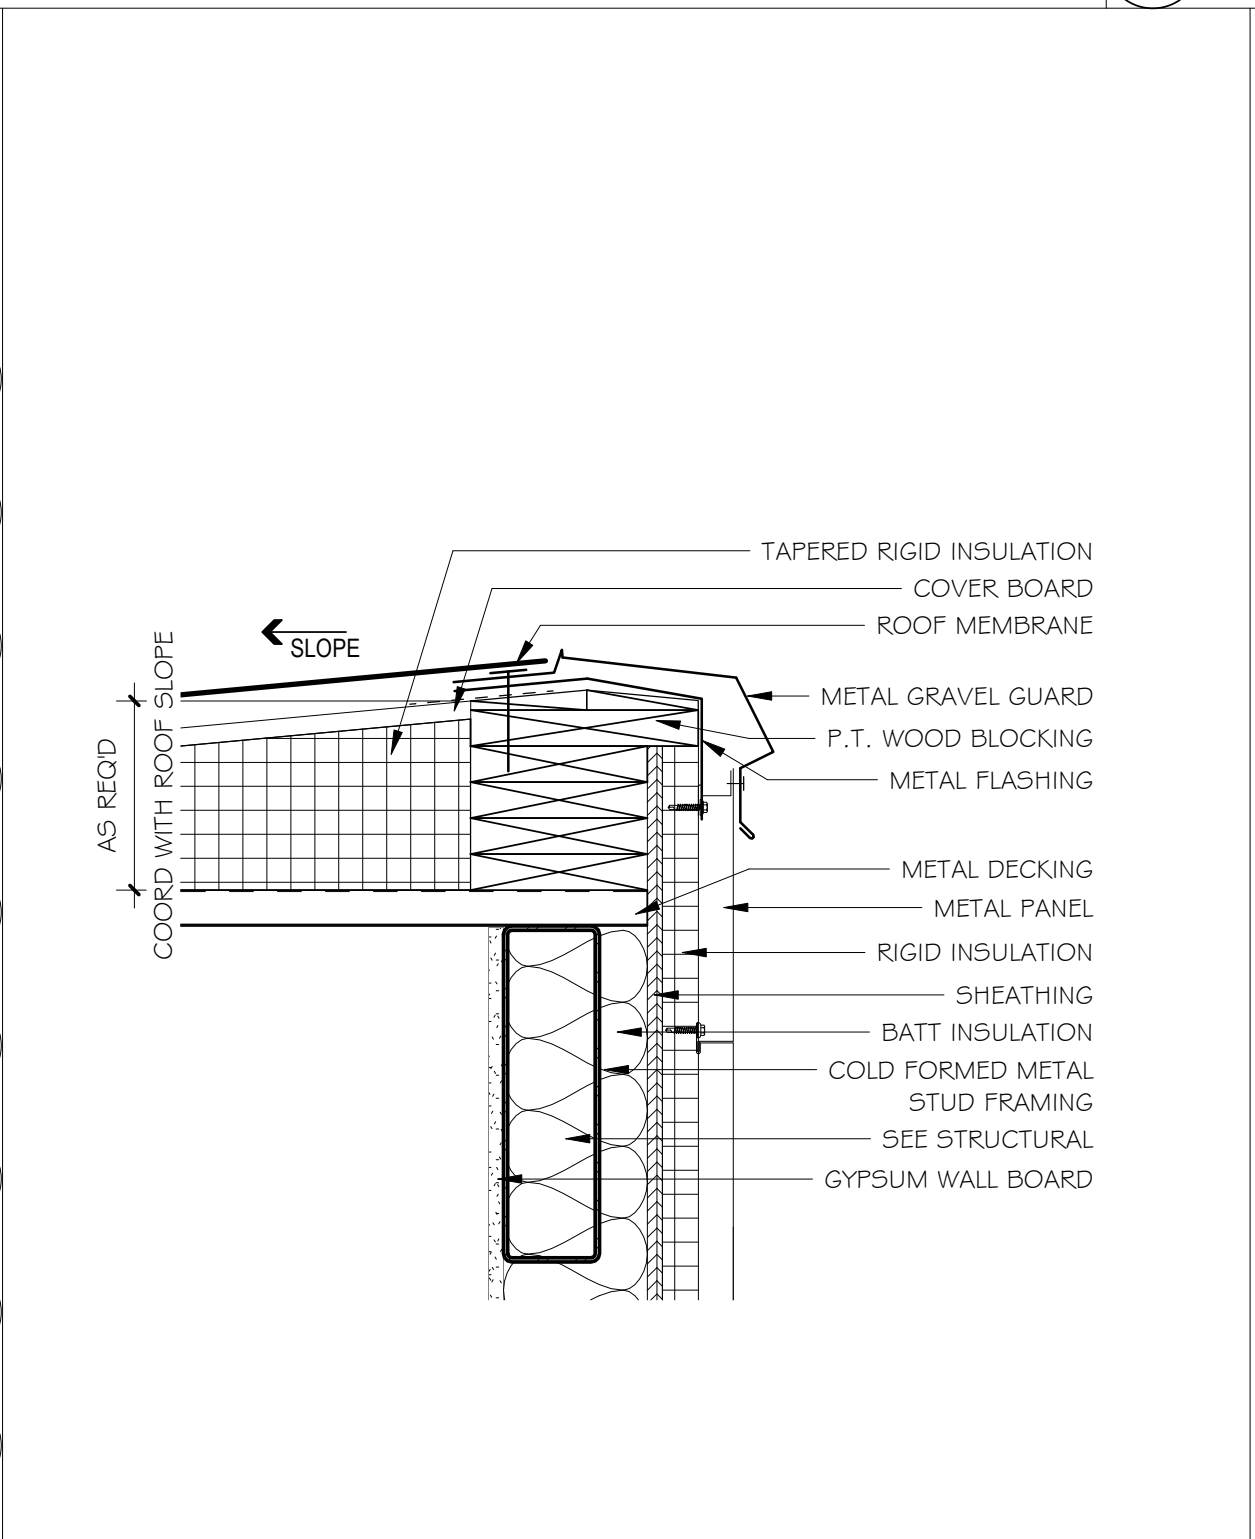 TAPERED RIGID INSULATION
COVER BOARD
ROOF MEMBRANE
SLOPE
METAL GRAVEL GUARD
P.T. WOOD BLOCKING
METAL FLASHING
AS REQ'D
COORD WITH ROOF SLOPE
METAL DECKING
METAL PANEL
RIGID INSULATION
SHEATHING
BATT INSULATION
COLD FORMED METAL
STUD FRAMING
SEE STRUCTURAL
GYPSUM WALL BOARD